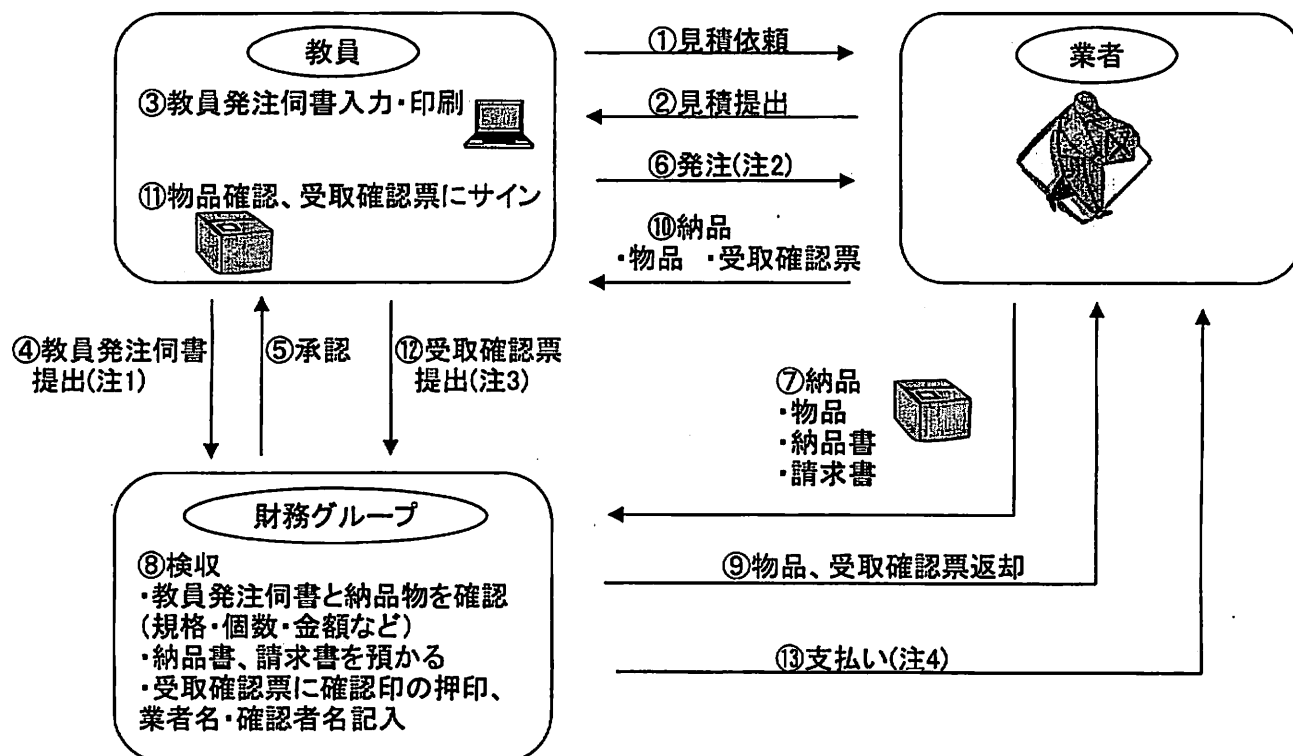 教員
①見積依頼
業者
③教員発注伺書入力・印刷
②見積提出
⑥発注(注2)
⑪物品確認、受取確認票にサイン
⑩納品
・物品 ・受取確認票
④教員発注伺書
提出(注1)
⑤承認
⑫受取確認票
提出(注3)
⑦納品
・物品
・納品書
・請求書
財務グループ
⑧検収
・教員発注伺書と納品物を確認
(規格・個数・金額など)
・納品書、請求書を預かる
・受取確認票に確認印の押印、
業者名・確認者名記入
⑨物品、受取確認票返却
⑬支払い(注4)